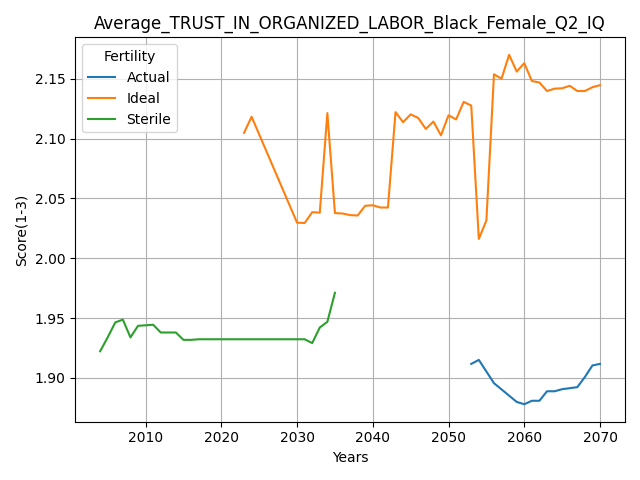 Average_TRUST_IN_ORGANIZED_LABOR_Black_Female_Q2_IQ
Fertility
Actual
Ideal
Sterile
2.15
2.10
2.05
2.00
1.95
1.90
Score(1-3)
2010 2020 2030 2040 2050 2060 2070
Years